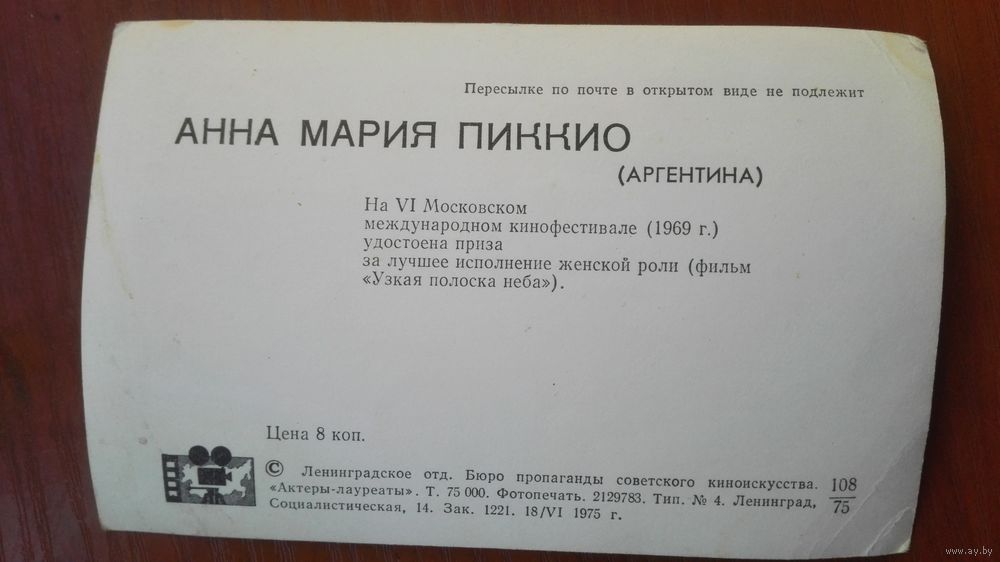 Пересылке по почте в открытом виде не подлежит
АННА МАРИЯ ПИККИО
(АРГЕНТИНА)
На VI Московском
международном кинофестивале (1969 г.)
удостоена приза
за лучшее исполнение женской роли (фильм
«Узкая полоска неба»).
Цена 8 коп.
© Ленинградское отд. Бюро пропаганды советского киноискусства.
«Актеры-лауреаты». Т. 75 000. Фотопечать. 2129783. Тип. № 4. Ленинград,
Социалистическая, 14. Зак. 1221. 18/VI 1975 г.
108
75
www.ay.by